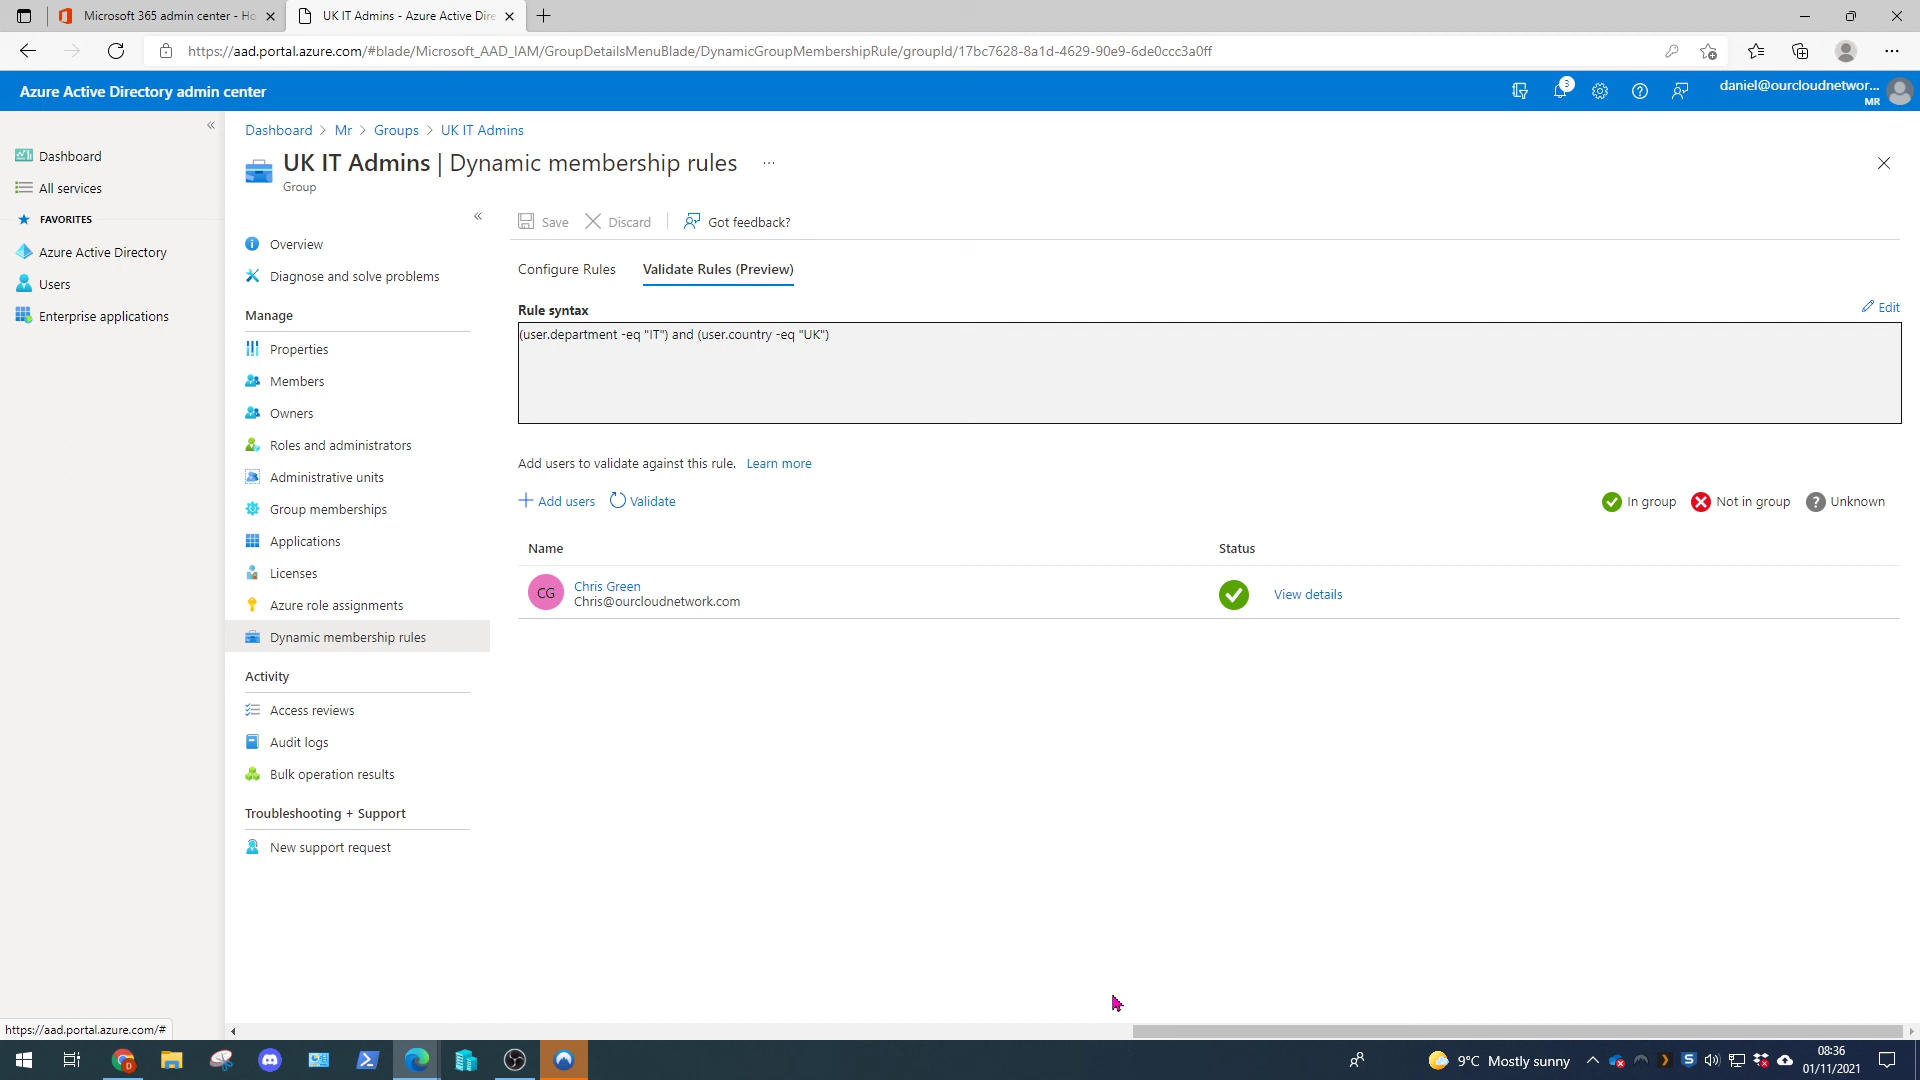 Microsoft 365 admin center - Ho
UK IT Admins - Azure Active Dire
https://aad.portal.azure.com/#blade/Microsoft_AAD_IAM/GroupDetailsMenuBlade/DynamicGroupMembershipRule/groupId/17bc7628-8a1d-4629-90e9-6de0ccc3a0ff
Azure Active Directory admin center
3
daniel@ourcloudnetwor...
MR
Dashboard
All services
FAVORITES
Azure Active Directory
Users
Enterprise applications
Dashboard > Mr > Groups > UK IT Admins
UK IT Admins | Dynamic membership rules ...
Group
Overview
Diagnose and solve problems
Manage
Properties
Members
Owners
Roles and administrators
Administrative units
Group memberships
Applications
Licenses
Azure role assignments
Dynamic membership rules
Activity
Access reviews
Audit logs
Bulk operation results
Troubleshooting + Support
New support request
Save Discard Got feedback?
Configure Rules Validate Rules (Preview)
Rule syntax
Edit
(user.department -eq "IT") and (user.country -eq "UK")
Add users to validate against this rule. Learn more
Add users Validate
In group Not in group ? Unknown
Name Status
CG
Chris Green
Chris@ourcloudnetwork.com
View details
https://aad.portal.azure.com/#
9°C Mostly sunny
08:36
01/11/2021